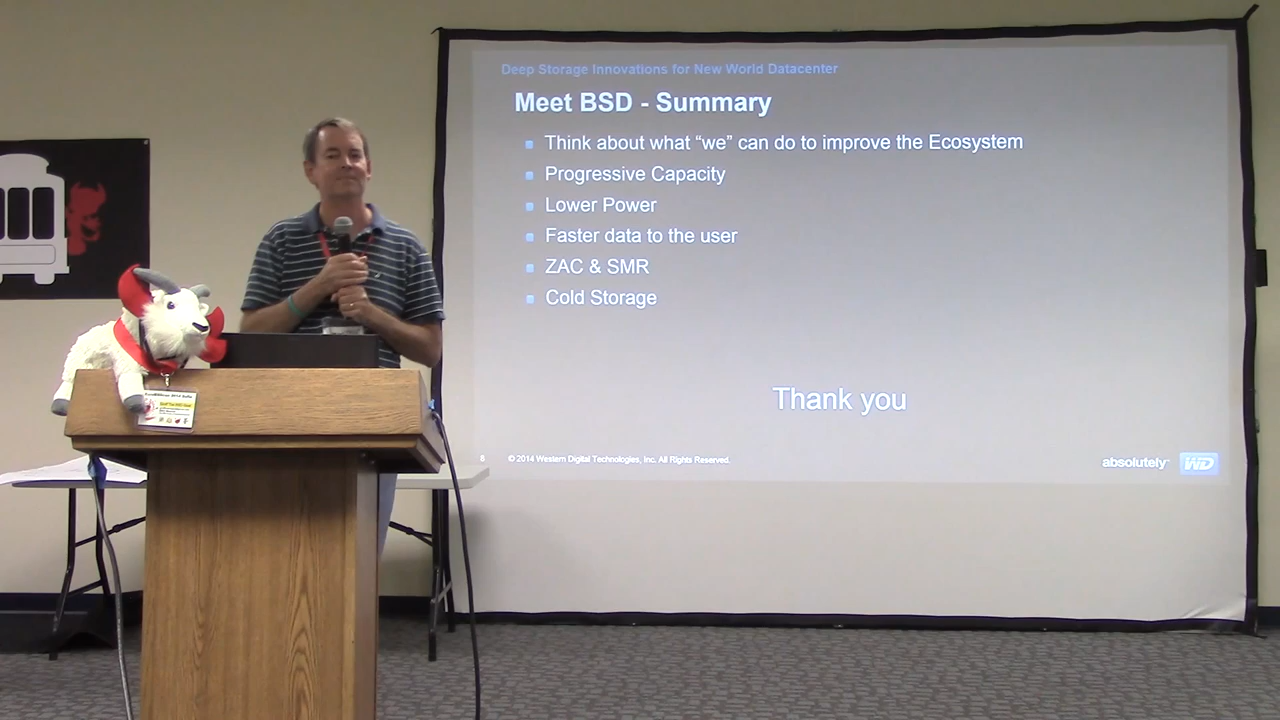 Deep Storage Innovations for New World Datacenter
Meet BSD - Summary
Think about what “we” can do to improve the Ecosystem
Progressive Capacity
Lower Power
Faster data to the user
ZAC & SMR
Cold Storage
Thank you
8
© 2014 Western Digital Technologies, Inc. All Rights Reserved.
absolutely™
WD